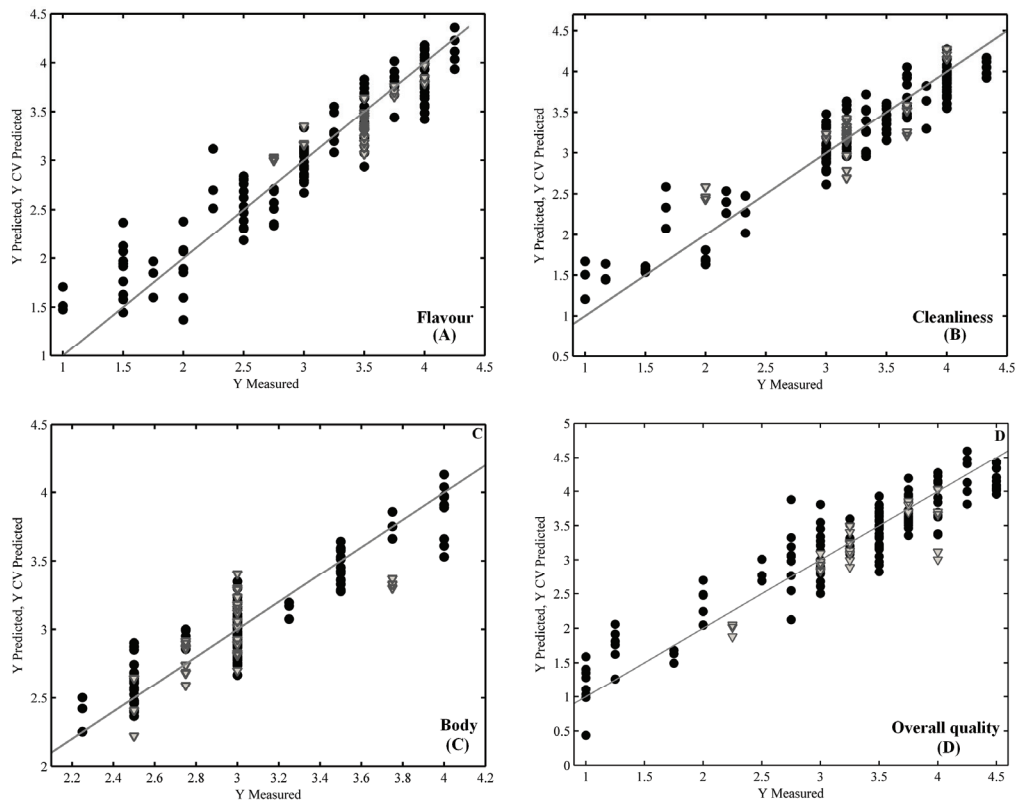 4.5
4
3.5
3
2.5
2
1.5
1
1 1.5 2 2.5 3 3.5 4 4.5
Y Measured
Y Predicted, Y CV Predicted
Flavour
(A)
4.5
4
3.5
3
2.5
2
1.5
1
0.5
1 1.5 2 2.5 3 3.5 4 4.5
Y Measured
Y Predicted, Y CV Predicted
Cleanliness
(B)
4.5
4
3.5
3
2.5
2
2.2 2.4 2.6 2.8 3 3.2 3.4 3.6 3.8 4 4.2
Y Measured
Y Predicted, Y CV Predicted
C
Body
(C)
5
4.5
4
3.5
3
2.5
2
1.5
1
0.5
0
1 1.5 2 2.5 3 3.5 4 4.5
Y Measured
Y Predicted, Y CV Predicted
D
Overall quality
(D)